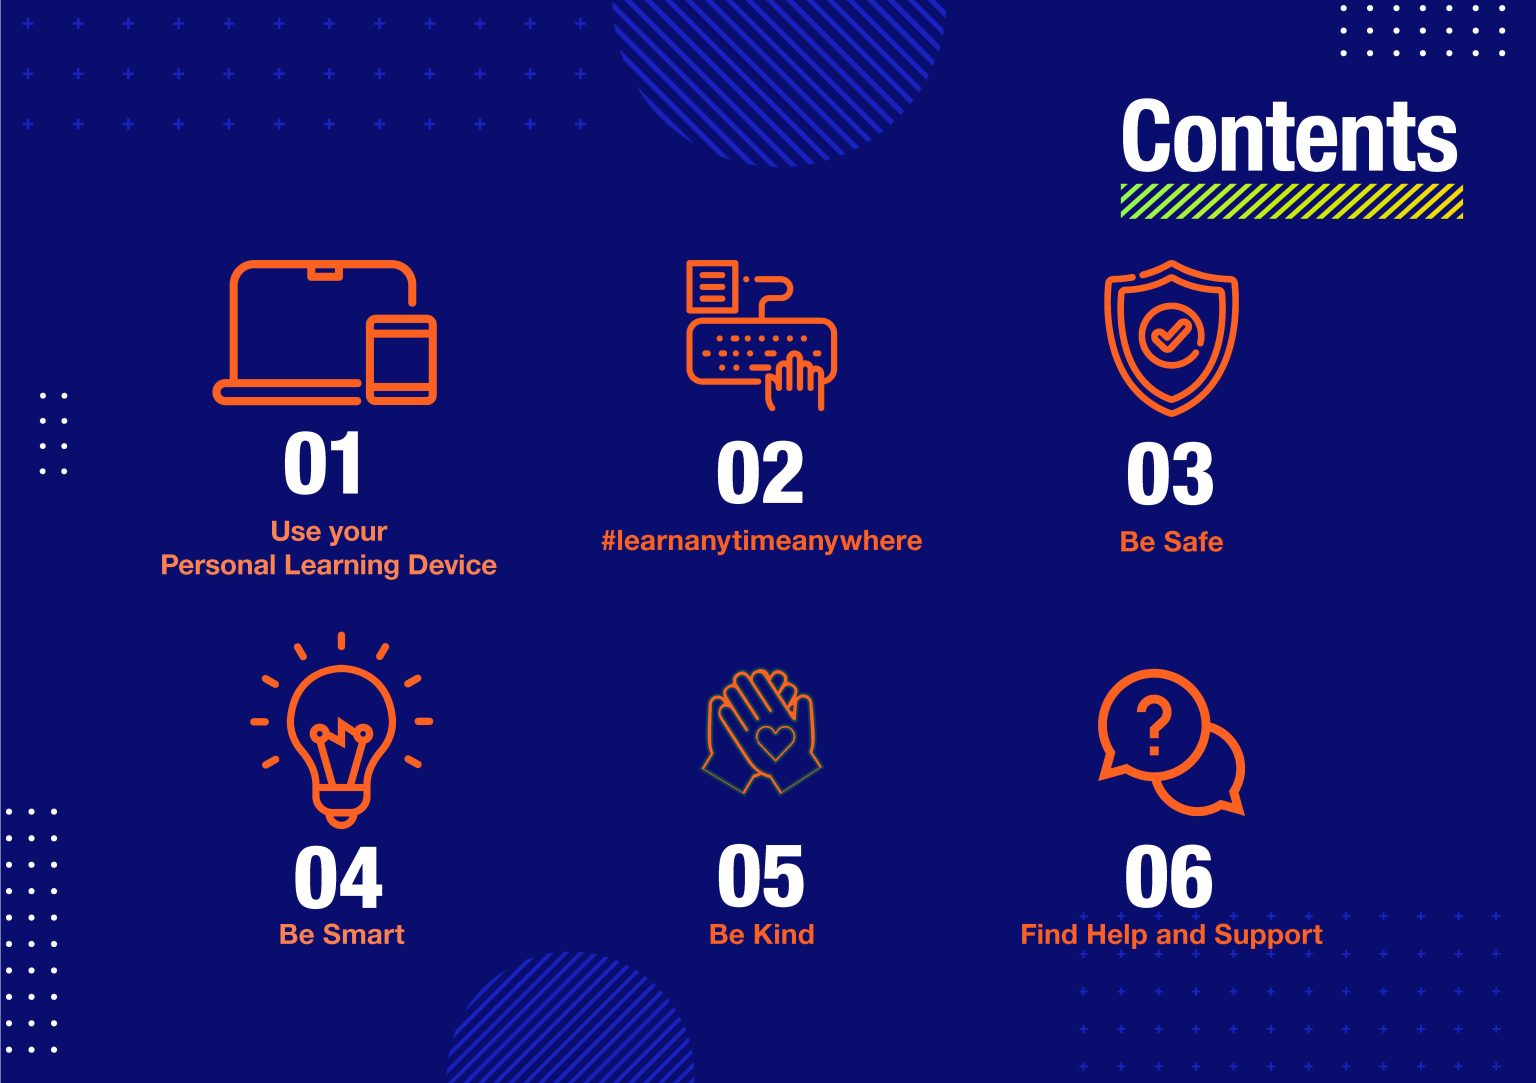 Contents
01
Use your
Personal Learning Device
02
#learnanytimeanywhere
03
Be Safe
04
Be Smart
05
Be Kind
?
06
Find Help and Support